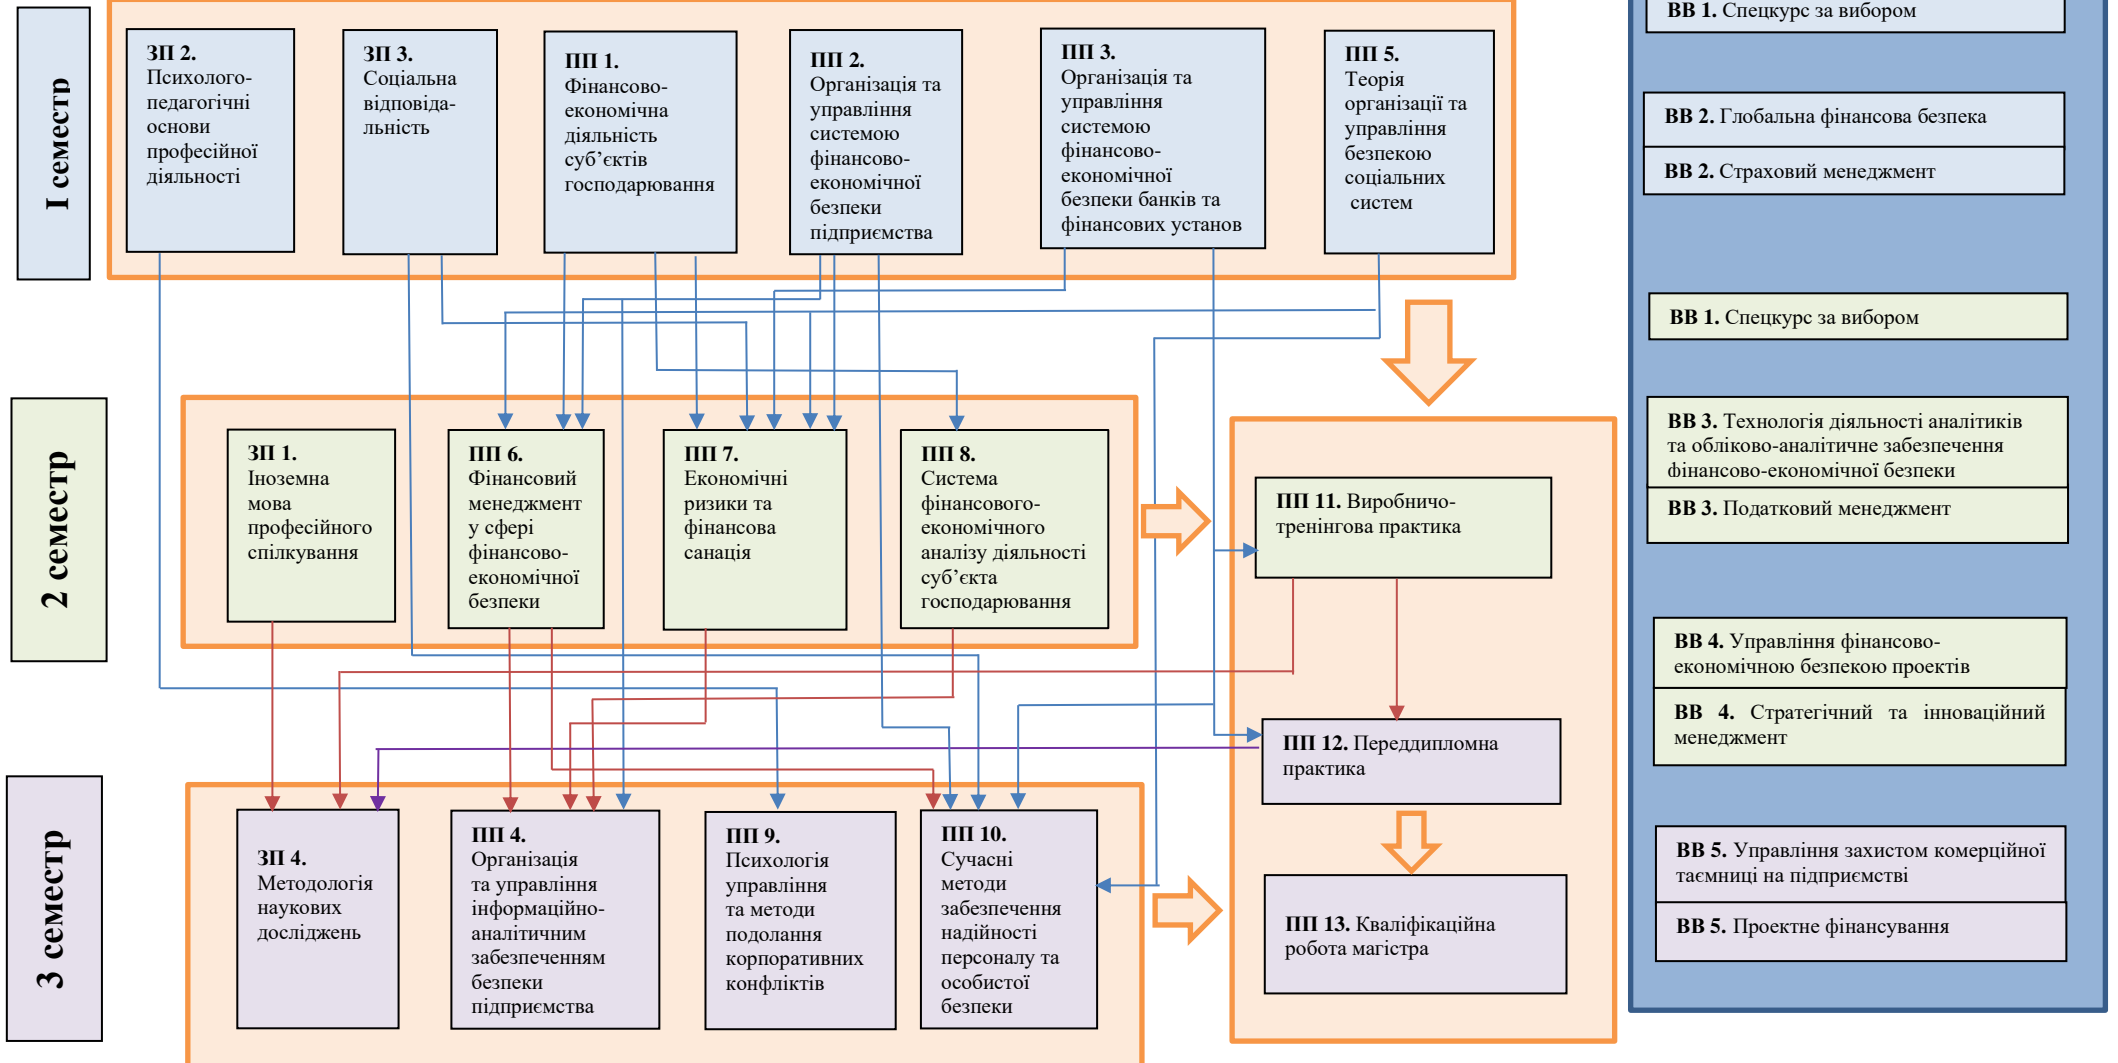 І семестр
ЗП 2.
Психолого-
педагогічні
основи
професійної
діяльності
ЗП 3.
Соціальна
відповіда-
льність
ПП 1.
Фінансово-
економічна
діяльність
суб’єктів
господарювання
ПП 2.
Організація та
управління
системою
фінансово-
економічної
безпеки
підприємства
ПП 3.
Організація та
управління
системою
фінансово-
економічної
безпеки банків та
фінансових установ
ПП 5.
Теорія
організації та
управління
безпекою
соціальних
систем
2 семестр
ЗП 1.
Іноземна
мова
професійного
спілкування
ПП 6.
Фінансовий
менеджмент
у сфері
фінансово-
економічної
безпеки
ПП 7.
Економічні
ризики та
фінансова
санація
ПП 8.
Система
фінансового-
економічного
аналізу діяльності
суб’єкта
господарювання
ПП 11. Виробничо-
тренінгова практика
ПП 12. Переддипломна
практика
ПП 13. Кваліфікаційна
робота магістра
3 семестр
ЗП 4.
Методологія
наукових
досліджень
ПП 4.
Організація
та управління
інформаційно-
аналітичним
забезпеченням
безпеки
підприємства
ПП 9.
Психологія
управління
та методи
подолання
корпоративних
конфліктів
ПП 10.
Сучасні
методи
забезпечення
надійності
персоналу та
особистої
безпеки
ВВ 1. Спецкурс за вибором
ВВ 2. Глобальна фінансова безпека
ВВ 2. Страховий менеджмент
ВВ 1. Спецкурс за вибором
ВВ 3. Технологія діяльності аналітиків
та обліково-аналітичне забезпечення
фінансово-економічної безпеки
ВВ 3. Податковий менеджмент
ВВ 4. Управління фінансово-
економічною безпекою проектів
ВВ 4. Стратегічний та інноваційний
менеджмент
ВВ 5. Управління захистом комерційної
таємниці на підприємстві
ВВ 5. Проектне фінансування